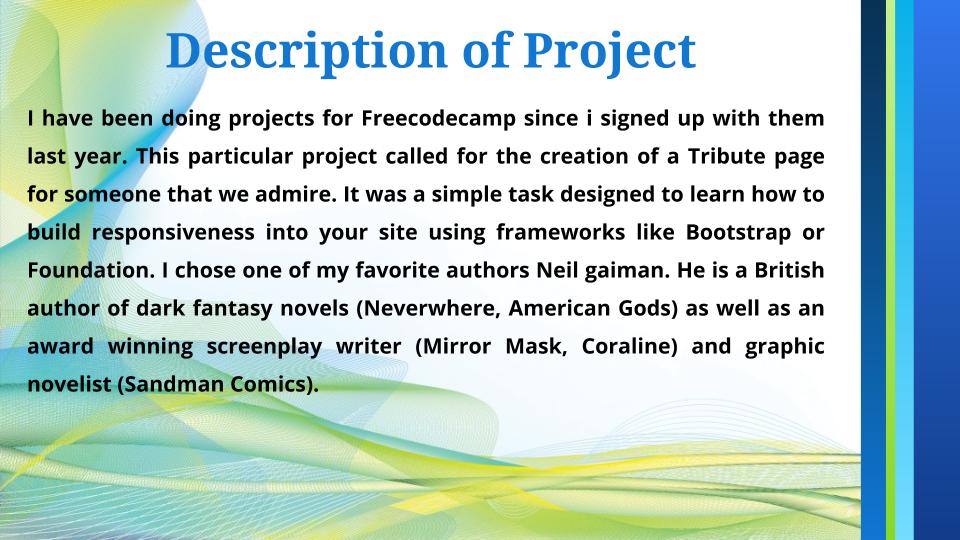 Description of Project
I have been doing projects for Freecodecamp since i signed up with them
last year. This particular project called for the creation of a Tribute page
for someone that we admire. It was a simple task designed to learn how to
build responsiveness into your site using frameworks like Bootstrap or
Foundation. I chose one of my favorite authors Neil gaiman. He is a British
author of dark fantasy novels (Neverwhere, American Gods) as well as an
award winning screenplay writer (Mirror Mask, Coraline) and graphic
novelist (Sandman Comics).